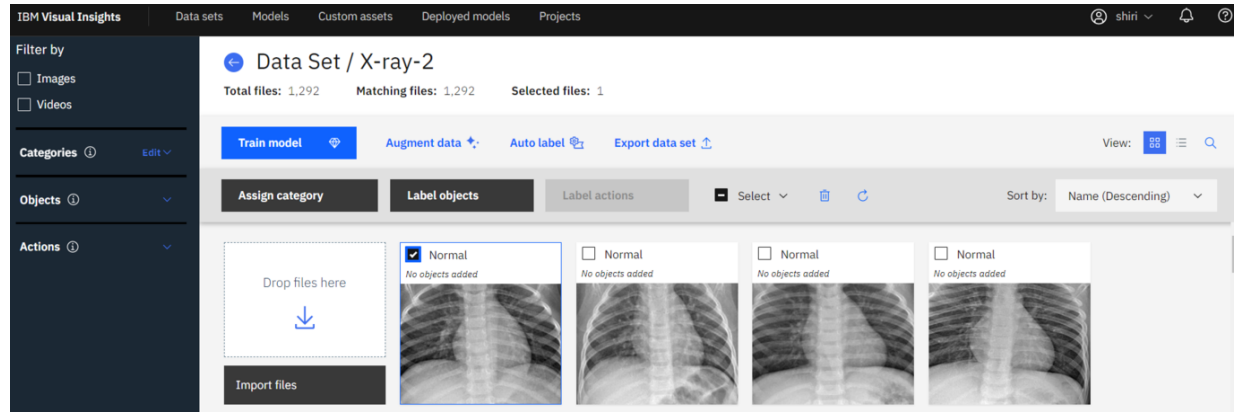 IBM Visual Insights
Data sets Models Custom assets Deployed models Projects
shiri
Filter by
Images
Videos
Categories Edit
Objects
Actions
Data Set / X-ray-2
Total files: 1,292 Matching files: 1,292 Selected files: 1
Train model Augment data Auto label Export data set View:
Assign category Label objects Label actions Select Sort by: Name (Descending)
Drop files here
Import files
Normal
No objects added
Normal
No objects added
Normal
No objects added
Normal
No objects added